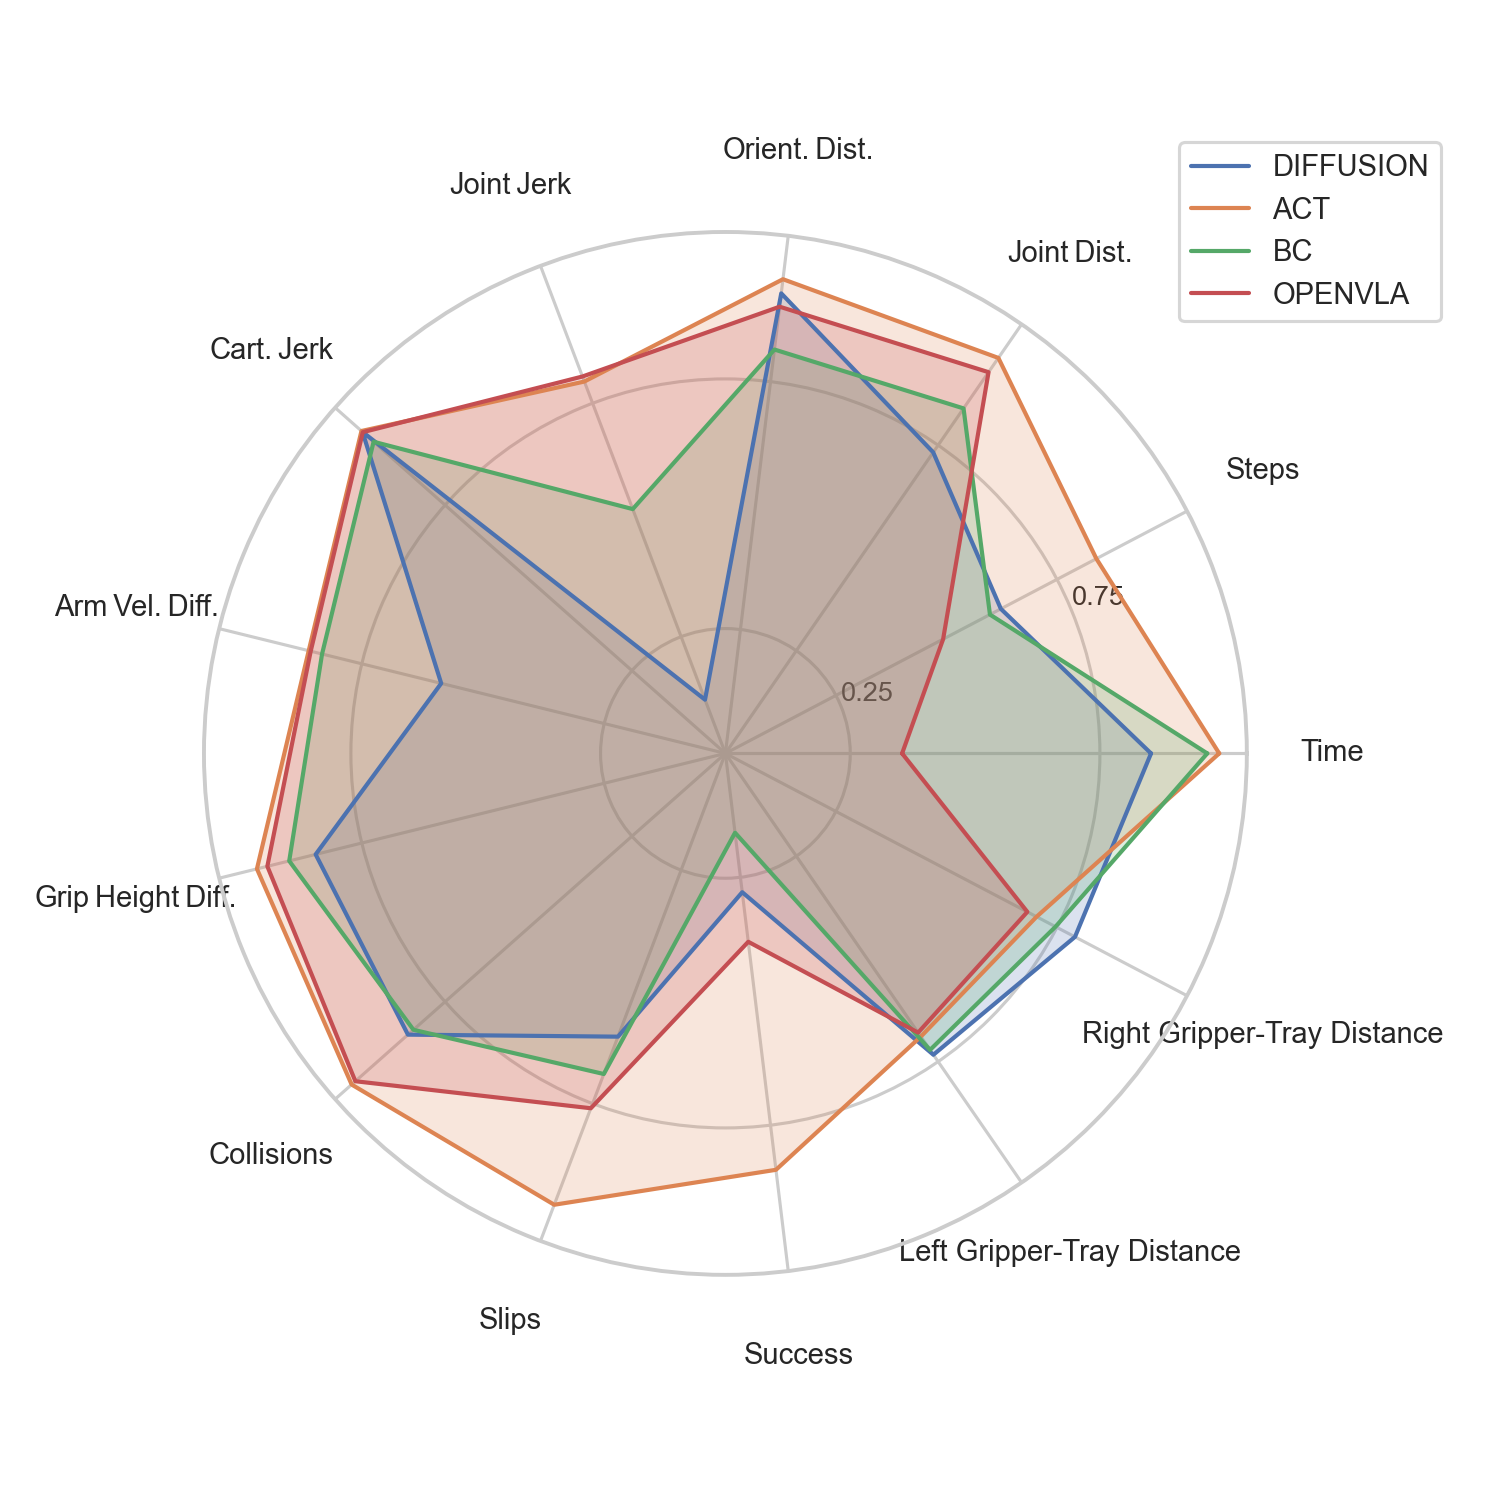 Orient. Dist.
Joint Jerk
Joint Dist.
Cart. Jerk
Steps
Arm Vel. Diff.
0.75
0.25
Time
Grip Height Diff.
Right Gripper-Tray Distance
Collisions
Left Gripper-Tray Distance
Slips
Success
DIFFUSION
ACT
BC
OPENVLA